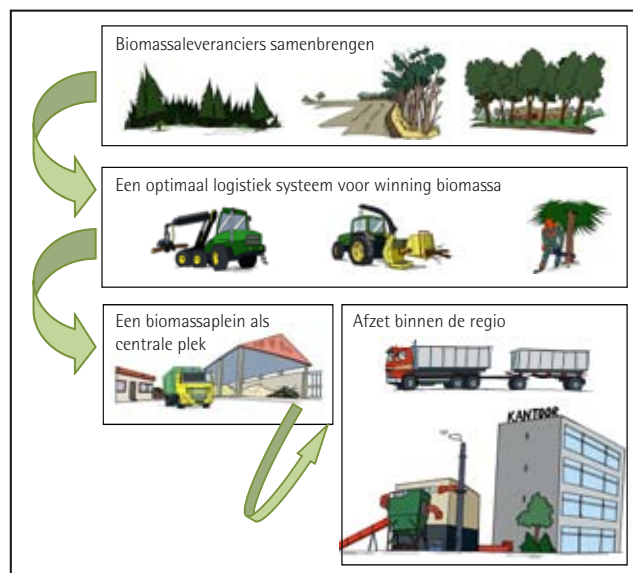 Biomassaleveranciers samenbrengen
Een optimaal logistiek systeem voor winning biomassa
Een biomassaplein als
centrale plek
Afzet binnen de regio
KANTOOR